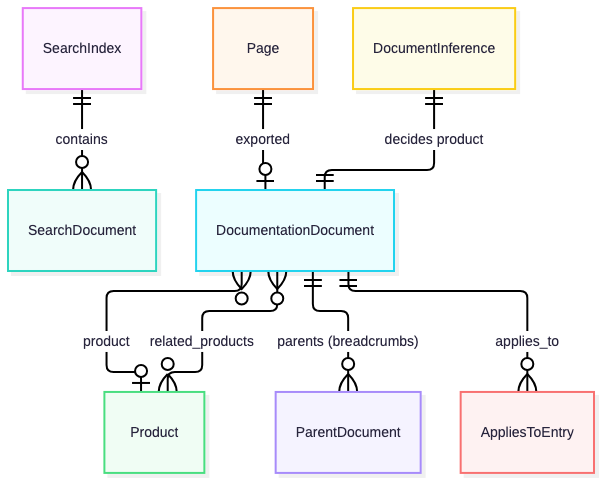 SearchIndex
Page
DocumentInference
contains
exported
decides product
SearchDocument
DocumentationDocument
product
related_products
parents (breadcrumbs)
applies_to
Product
ParentDocument
AppliesToEntry